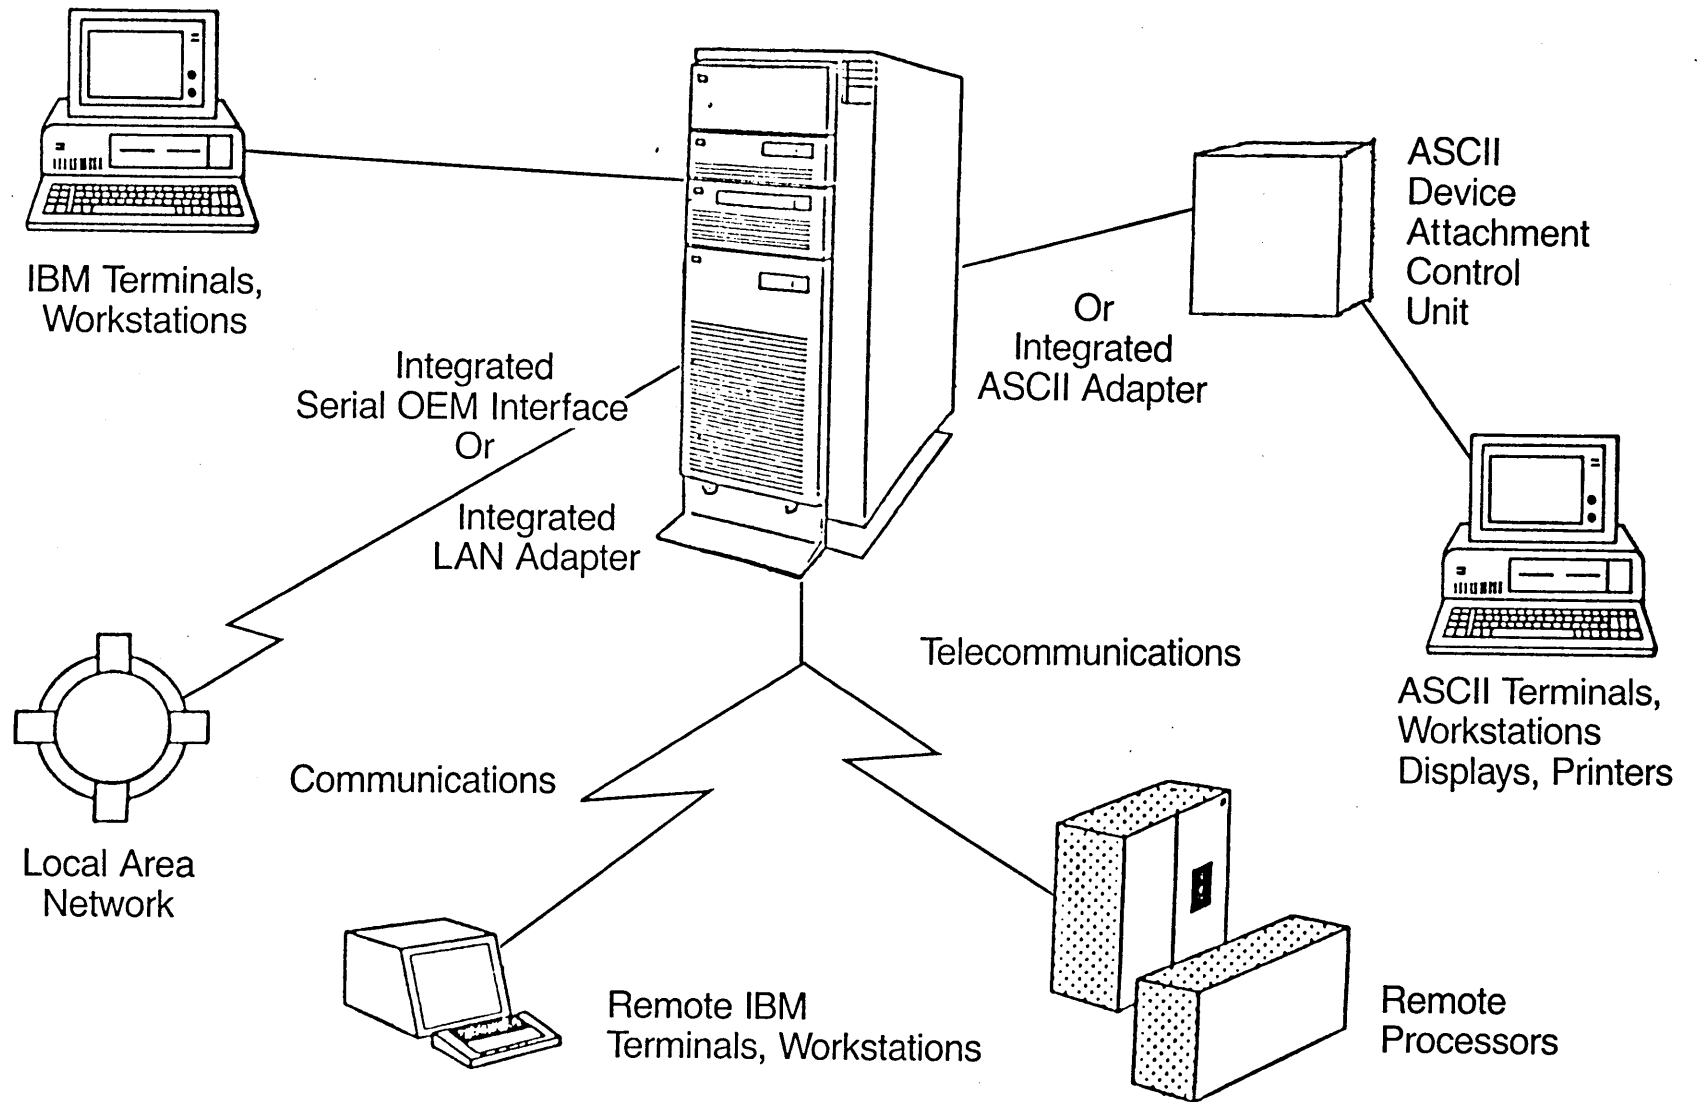 IBM Terminals,
Workstations
Integrated
Serial OEM Interface
Or
Integrated
LAN Adapter
ASCII
Device
Attachment
Control
Unit
Or
Integrated
ASCII Adapter
Telecommunications
ASCII Terminals,
Workstations
Displays, Printers
Communications
Local Area
Network
Remote IBM
Terminals, Workstations
Remote
Processors